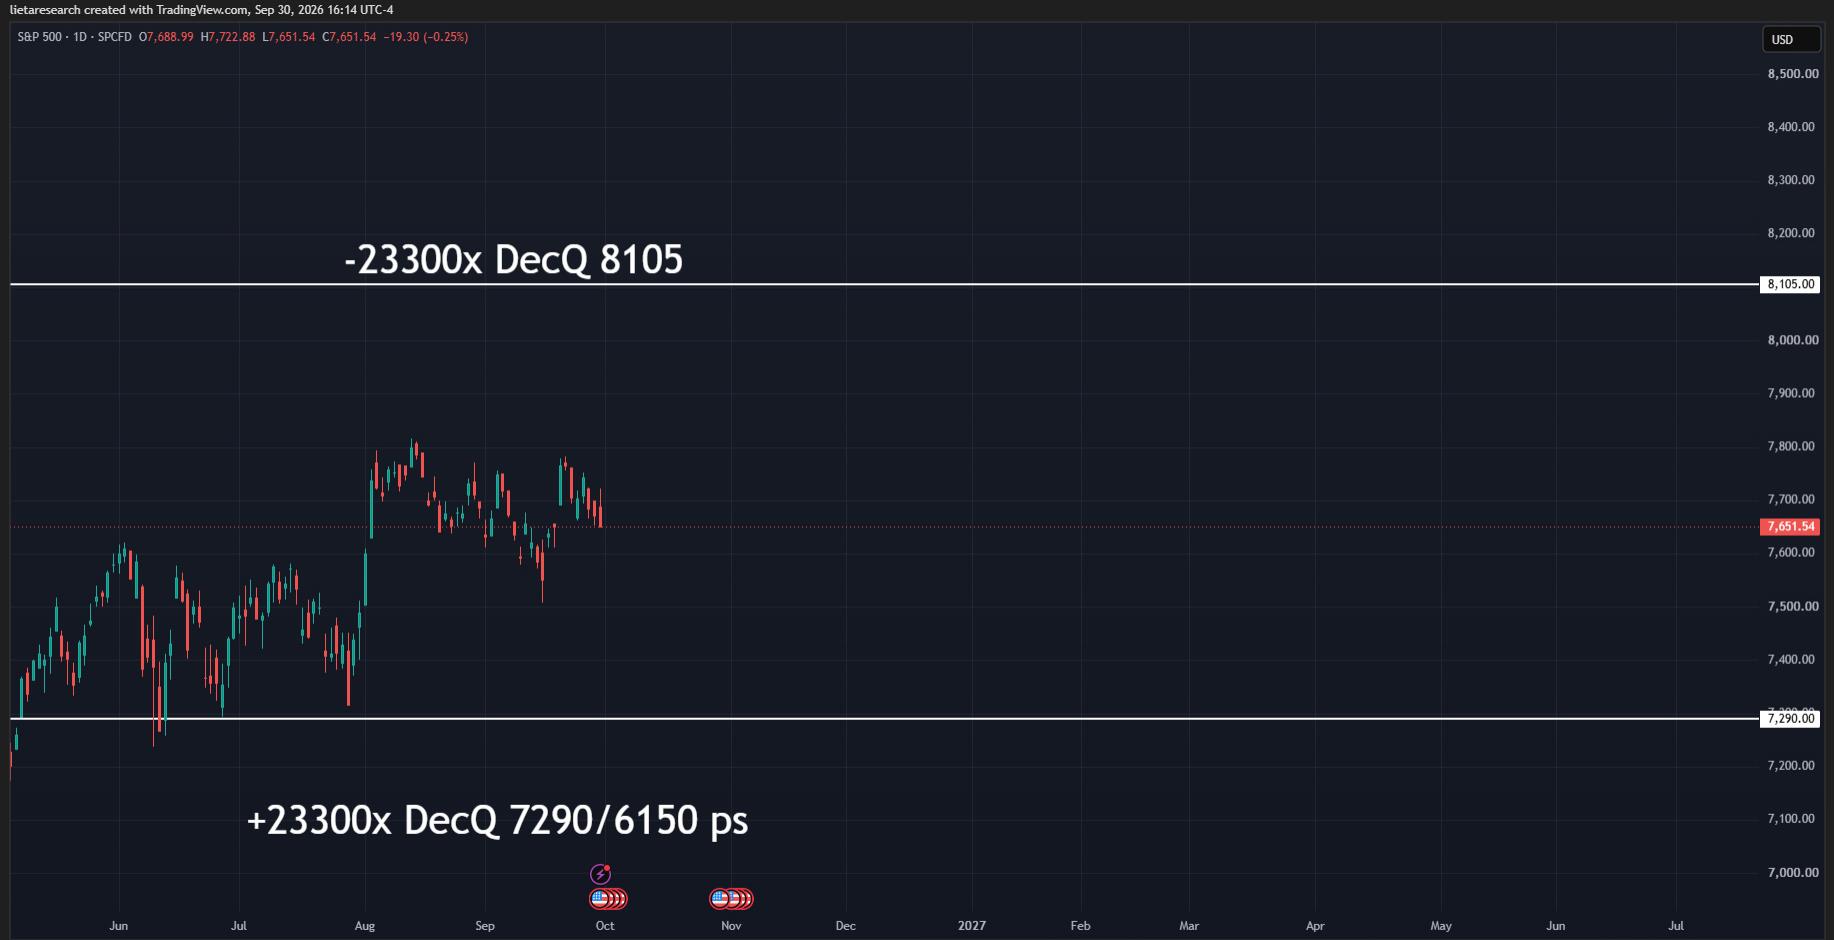 lietaresearch created with TradingView.com, Sep 30, 2026 16:14 UTC-4
S&P 500 · 1D · SPCFD O7,688.99 H7,722.88 L7,651.54 C7,651.54 −19.30 (−0.25%)
USD
8,500.00
8,400.00
8,300.00
8,200.00
-23300x DecQ 8105
8,105.00
8,000.00
7,900.00
7,800.00
7,700.00
7,651.54
7,600.00
7,500.00
7,400.00
7,290.00
7,200.00
+23300x DecQ 7290/6150 ps
7,100.00
7,000.00
Jun Jul Aug Sep Oct Nov Dec 2027 Feb Mar Apr May Jun Jul